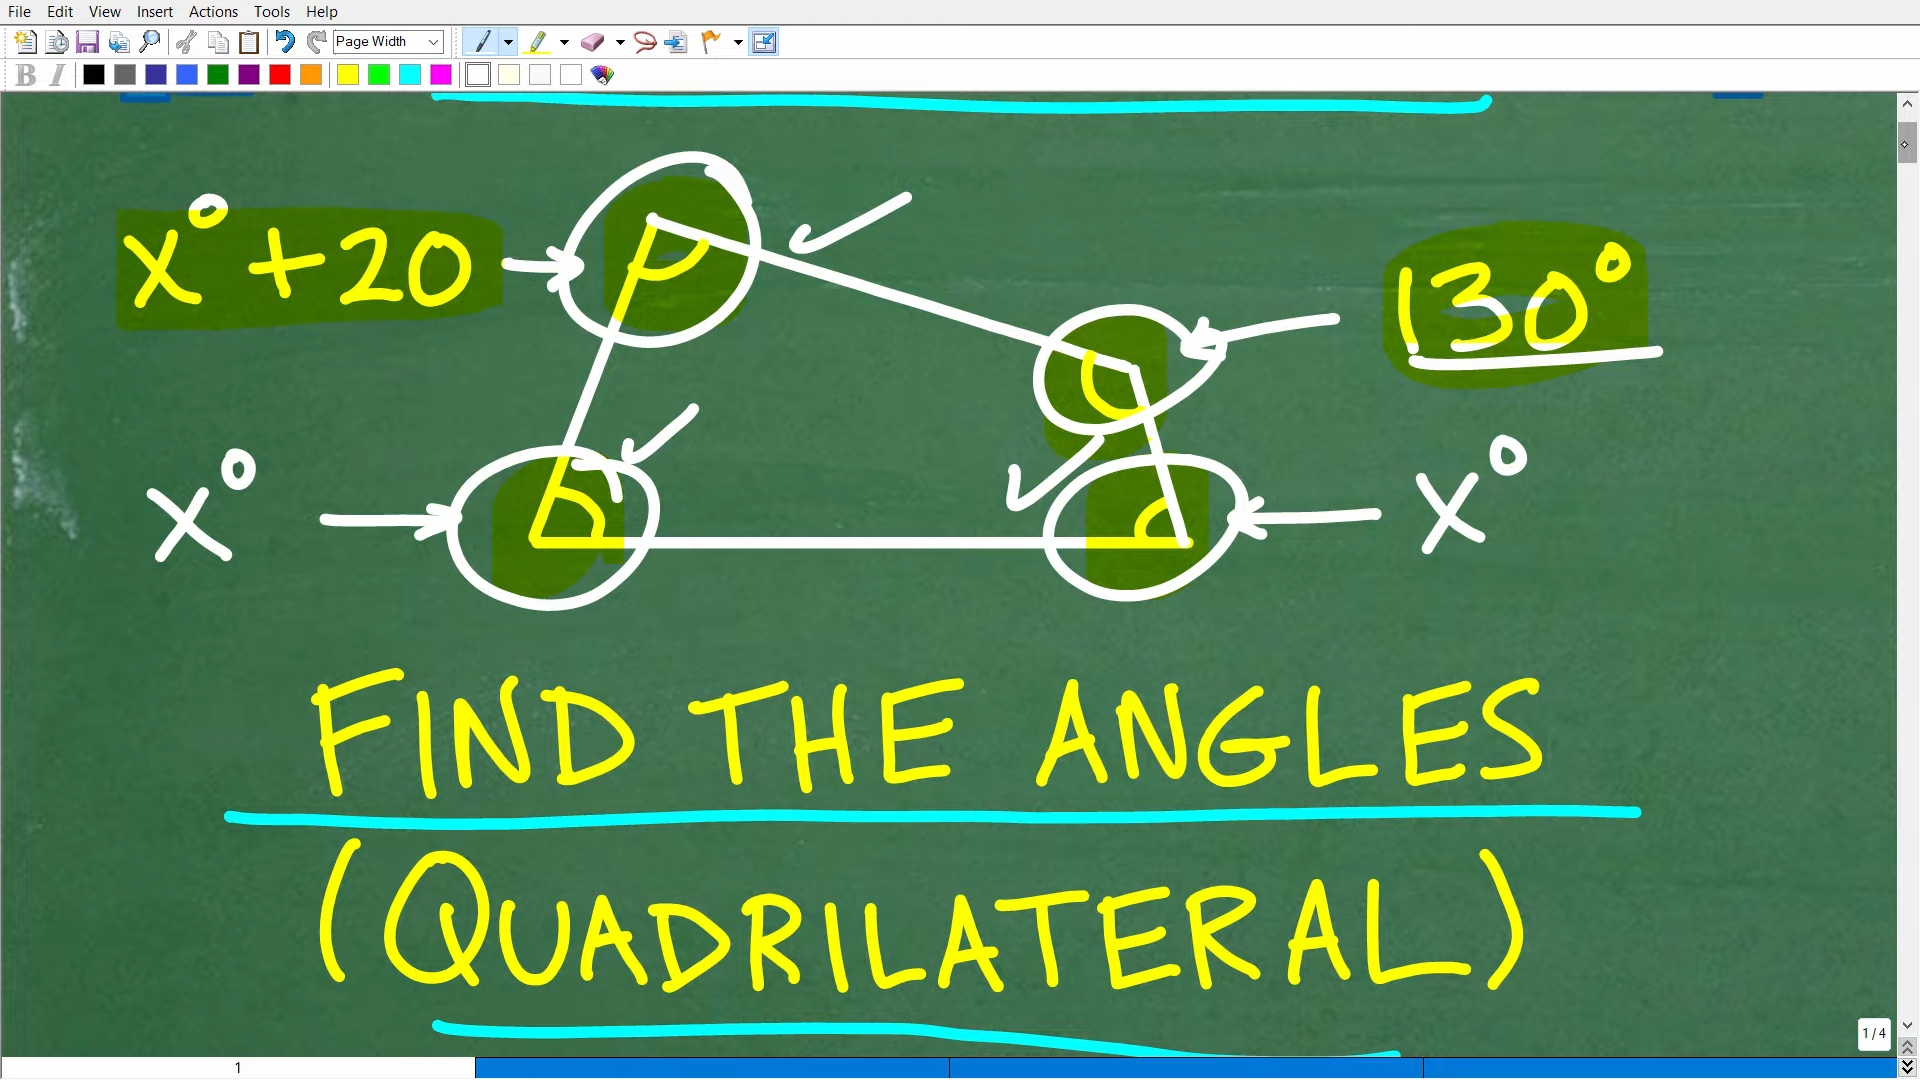 File Edit View Insert Actions Tools Help
Page Width
B I
x° +20
130°
x°
x°
FIND THE ANGLES
(QUADRILATERAL)
1 / 4
1